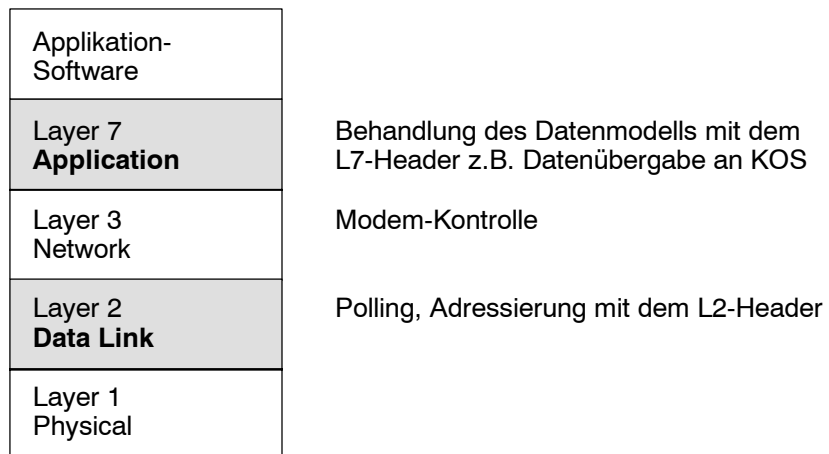 Applikation-
Software
Layer 7
Application
Behandlung des Datenmodells mit dem
L7-Header z.B. Datenübergabe an KOS
Layer 3
Network
Modem-Kontrolle
Layer 2
Data Link
Polling, Adressierung mit dem L2-Header
Layer 1
Physical